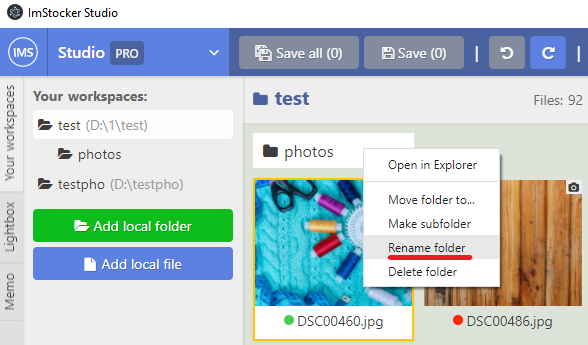 ImStocker Studio
IMS Studio PRO Save all (0) Save (0)
Your workspaces
Lightbox
Memo
Your workspaces:
test (D:\1\test)
photos
testpho (D:\testpho)
Add local folder
Add local file
test Files: 92
photos
Open in Explorer
Move folder to...
Make subfolder
Rename folder
Delete folder
DSC00460.jpg DSC00486.jpg